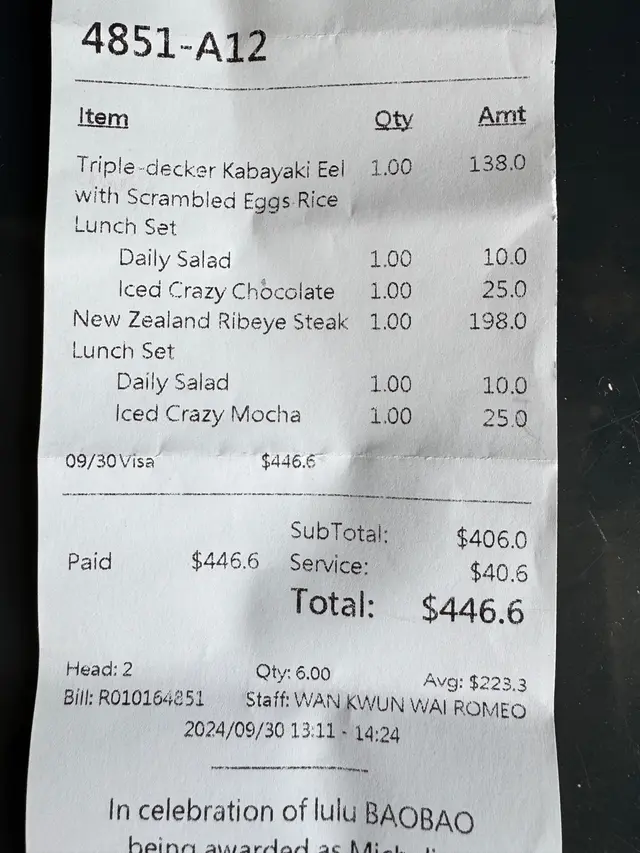 4851-A12
Item Qty Amt
Triple-decker Kabayaki Eel 1.00 138.0
with Scrambled Eggs Rice
Lunch Set
Daily Salad 1.00 10.0
Iced Crazy Chocolate 1.00 25.0
New Zealand Ribeye Steak 1.00 198.0
Lunch Set
Daily Salad 1.00 10.0
Iced Crazy Mocha 1.00 25.0
09/30 Visa $446.6
SubTotal: $406.0
Paid $446.6 Service: $40.6
Total: $446.6
Head: 2 Qty: 6.00 Avg: $223.3
Bill: R010164851 Staff: WAN KWUN WAI ROMEO
2024/09/30 13:11 - 14:24
In celebration of lulu BAOBAO
being awarded as